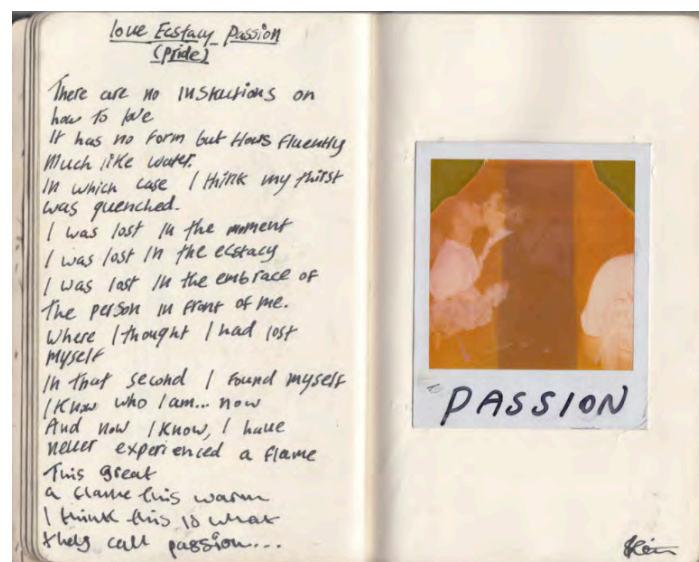 love Ecstacy Passion
(pride)
There are no Instructions on
how to love
It has no form but flows fluently
Much like water.
In which case I think my thirst
was quenched.
I was lost in the moment
I was lost in the ecstacy
I was lost in the embrace of
The person in front of me.
Where I thought I had lost
myself
In that second I found myself
I know who I am... now
And now I know, I have
never experienced a flame
This great
a flame this warm
I think this is what
they call passion....
PASSION